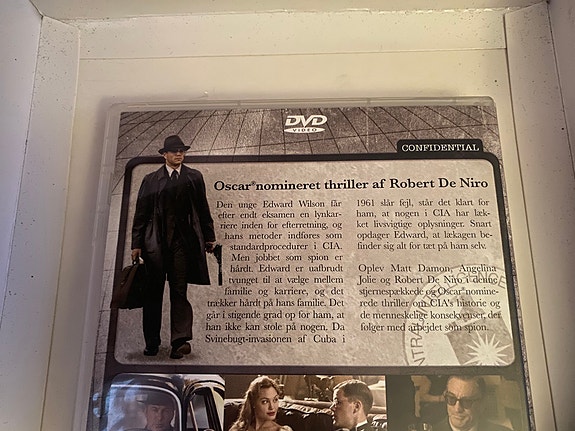 DVD
VIDEO
CONFIDENTIAL
Oscar®nomineret thriller af Robert De Niro
Den unge Edward Wilson får
efter endt eksamen en lynkar-
riere inden for efterretning, og
hans metoder indføres som
standardprocedurer i CIA.
Men jobbet som spion er
hårdt. Edward er uafbrudt
tvunget til at vælge mellem
familie og karriere, og det
trækker hårdt på hans familie. Det
går i stigende grad op for ham, at
han ikke kan stole på nogen. Da
Svinebugt-invasionen af Cuba i
1961 slår fejl, står det klart for
ham, at nogen i CIA har læk-
ket livsvigtige oplysninger. Snart
opdager Edward, at lækagen be-
finder sig alt for tæt på ham selv.
Oplev Matt Damon, Angelina
Jolie og Robert De Niro i denne
stjernespækkede og Oscar®nomine-
rede thriller om CIA's historie og
de menneskelige konsekvenser, der
følger med arbejdet som spion.